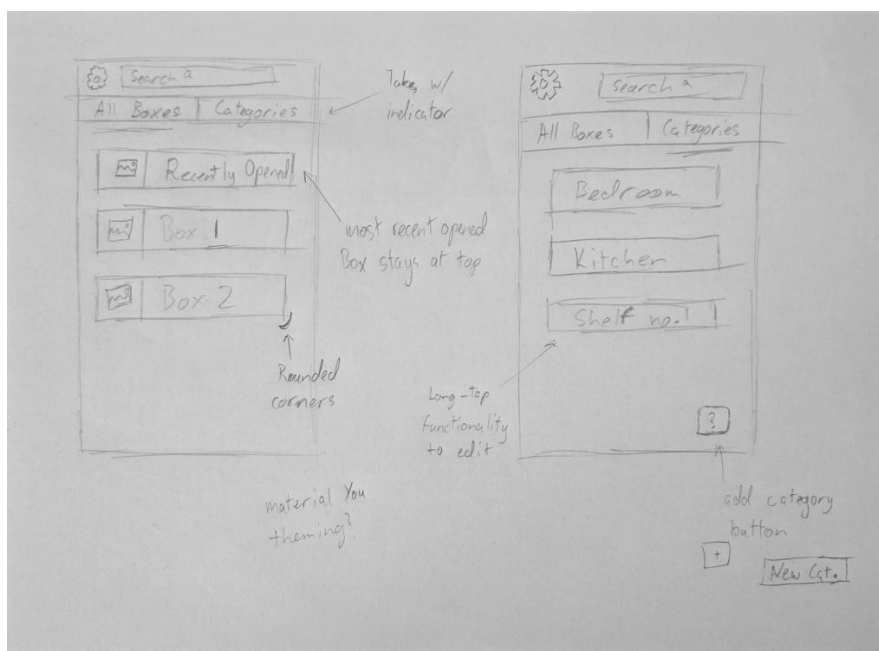 Search
All Boxes | Categories
Recently Opened
Box 1
Box 2
w/
indicator
most recent opened
Box stays at top
Rounded
corners
material You
theming?
Search
All Boxes | Categories
Bedroom
Kitchen
Shelf no.1
Long-tap
functionality
to edit
?
add category
button
+
New Cat.